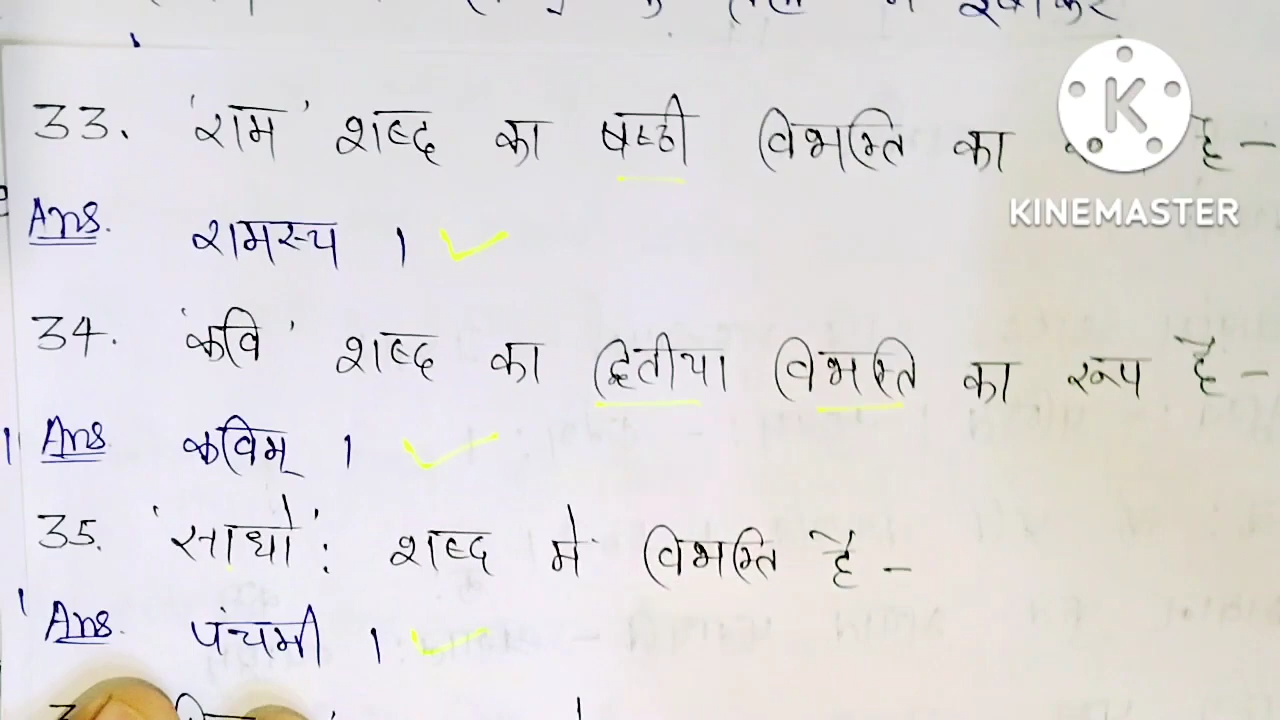 33. 'राम' शब्द का षष्ठी विभक्ति का है -
KINEMASTER
Ans. रामस्य ।
34. 'कवि' शब्द का द्वितीया विभक्ति का रूप है -
Ans कविम् ।
35. 'साधो': शब्द में विभक्ति है -
Ans. पंचमी ।